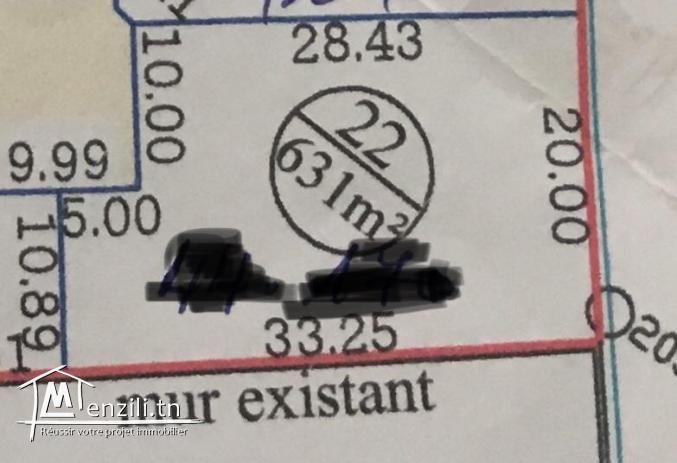 28.43
10.00
22
631m²
20.00
9.99
5.00
10.89
33.25
mur existant
Menzili.tn
Réussir votre projet immobilier